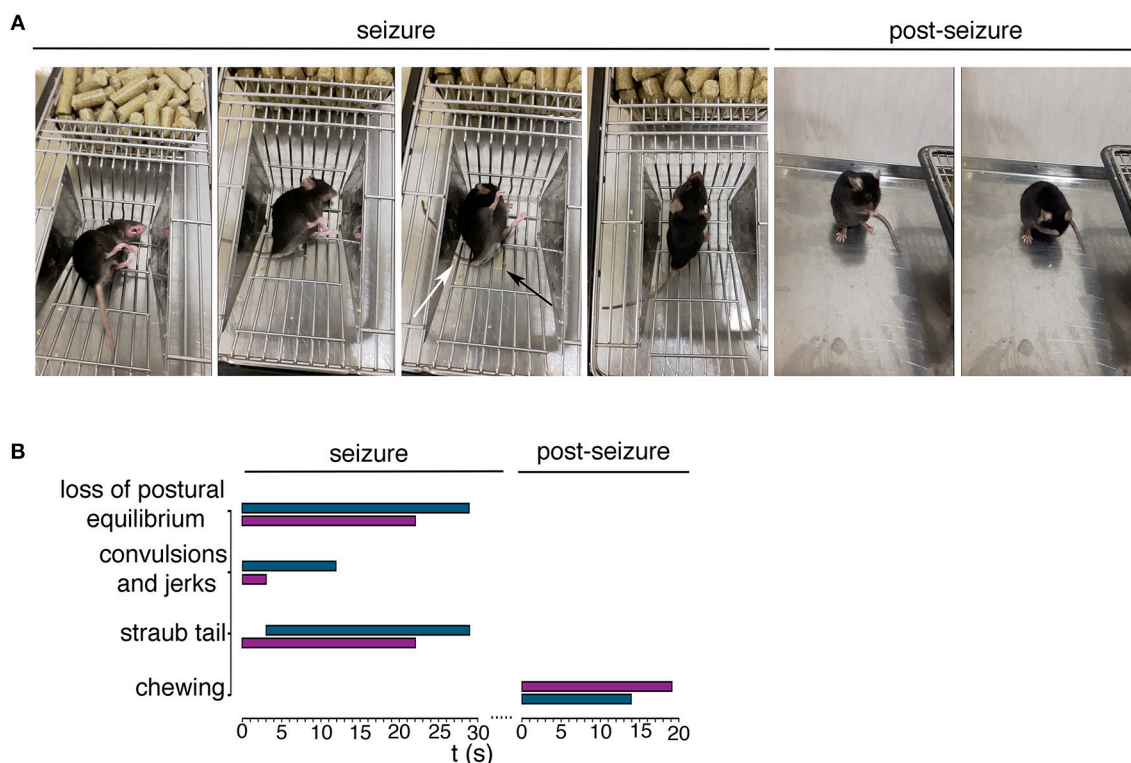 A
seizure
post-seizure
B
seizure
post-seizure
loss of postural
equilibrium
convulsions
and jerks
straub tail
chewing
0 5 10 15 20 25 30 0 5 10 15 20
t (s)